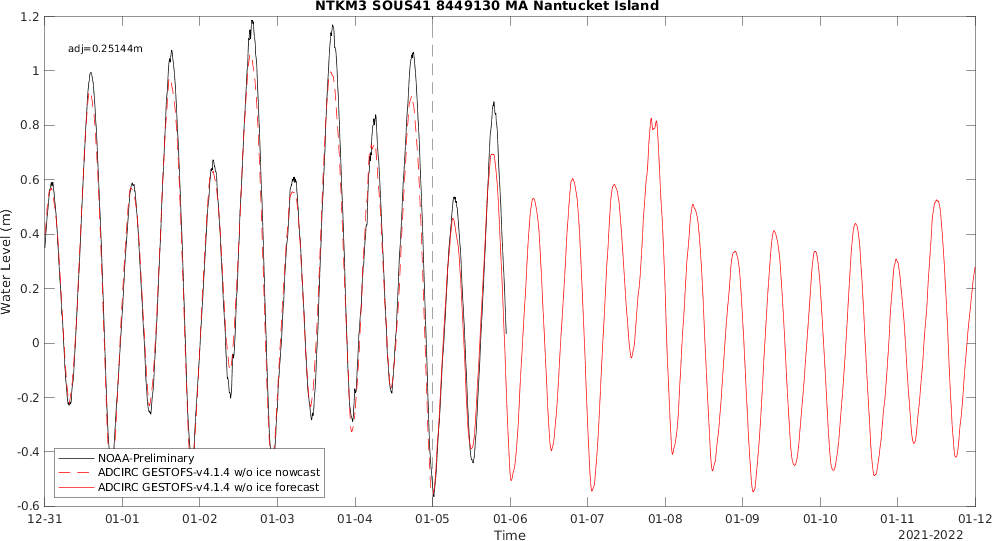 NTKM3 SOUS41 8449130 MA Nantucket Island
1.2
adj=0.25144m
1
0.8
0.6
0.4
0.2
0
-0.2
-0.4
-0.6
Water Level (m)
NOAA-Preliminary
ADCIRC GESTOFS-v4.1.4 w/o ice nowcast
ADCIRC GESTOFS-v4.1.4 w/o ice forecast
12-31 01-01 01-02 01-03 01-04 01-05 01-06 01-07 01-08 01-09 01-10 01-11 01-12
Time
2021-2022